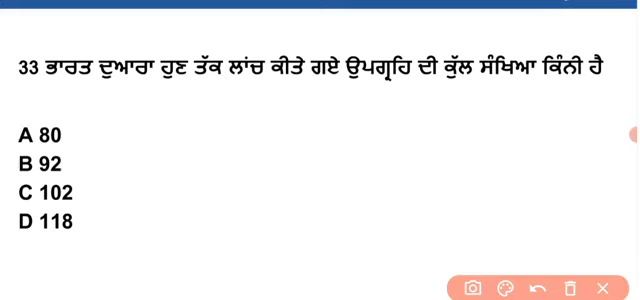 33 ਭਾਰਤ ਦੁਆਰਾ ਹੁਣ ਤੱਕ ਲਾਂਚ ਕੀਤੇ ਗਏ ਉਪਗ੍ਰਹਿ ਦੀ ਕੁੱਲ ਸੰਖਿਆ ਕਿੰਨੀ ਹੈ
A 80
B 92
C 102
D 118